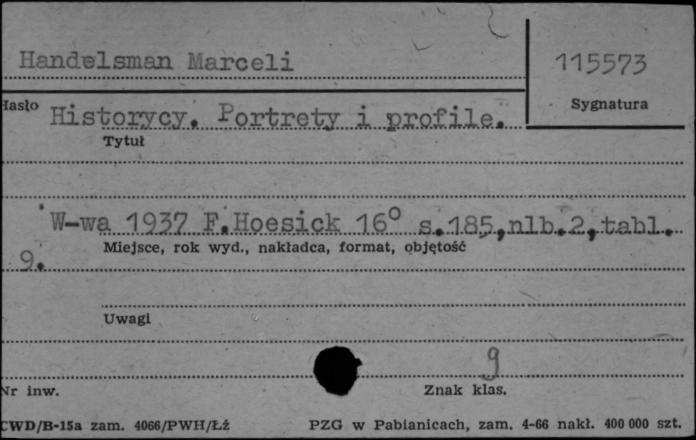 Handelsman Marceli
115573
Hasło
Sygnatura
Historycy. Portrety i profile.
Tytuł
W-wa 1937 F.Hoesick 16° s.185,nlb.2,tabl.
Miejsce, rok wyd., nakładca, format, objętość
9.
Uwagi
9
Nr inw.
Znak klas.
CWD/B-15a zam. 4066/PWH/Łż
PZG w Pabianicach, zam. 4-66 nakł. 400 000 szt.